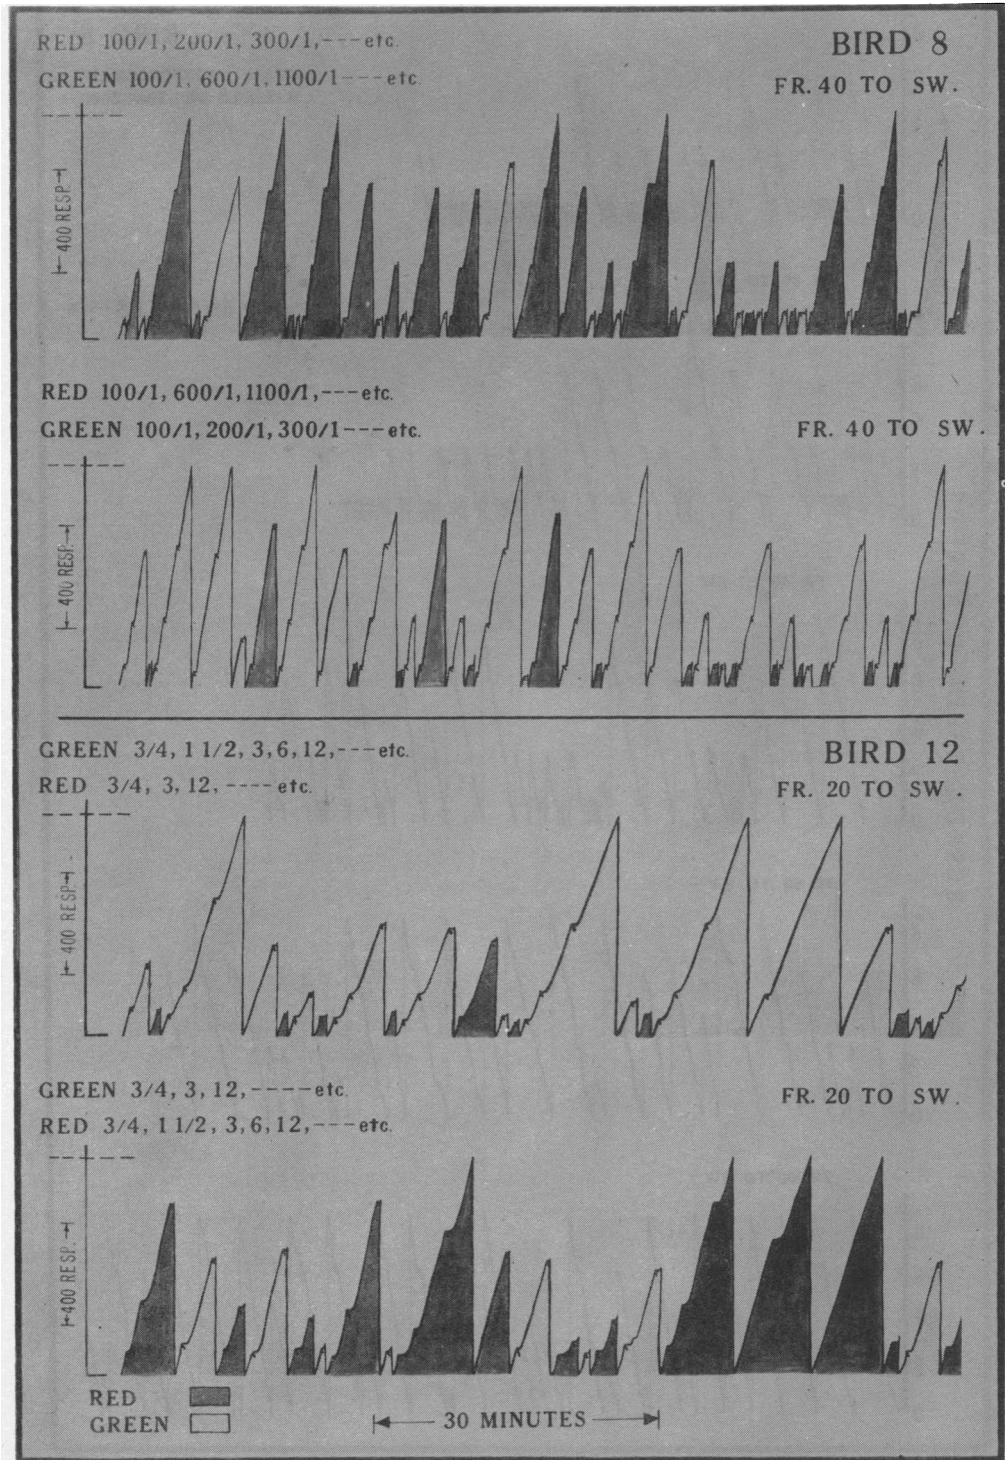 RED 100/1, 200/1, 300/1,---etc.
BIRD 8
GREEN 100/1, 600/1, 1100/1---etc.
FR. 40 TO SW.
400 RESP.
RED 100/1, 600/1, 1100/1,---etc.
GREEN 100/1, 200/1, 300/1---etc.
FR. 40 TO SW.
400 RESP.
GREEN 3/4, 1 1/2, 3, 6, 12,---etc.
BIRD 12
RED 3/4, 3, 12, ----etc.
FR. 20 TO SW.
400 RESP.
GREEN 3/4, 3, 12,----etc.
FR. 20 TO SW.
RED 3/4, 1 1/2, 3, 6, 12,---etc.
400 RESP.
RED
GREEN
30 MINUTES